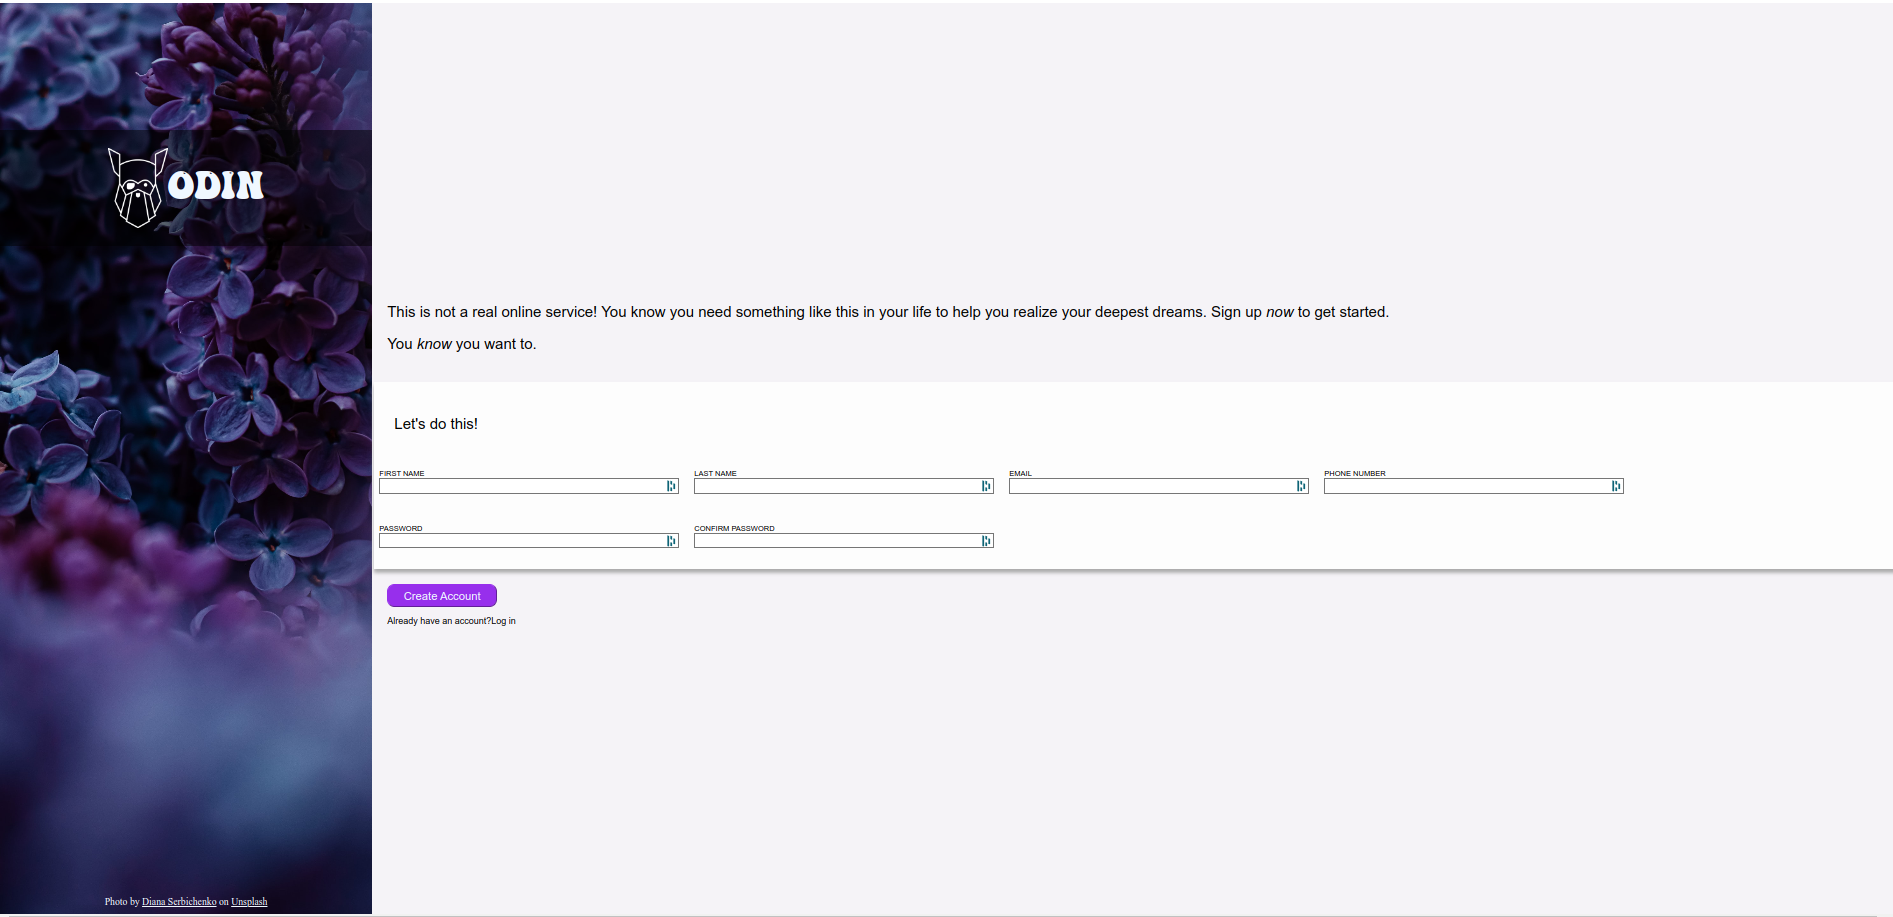 ODIN
This is not a real online service! You know you need something like this in your life to help you realize your deepest dreams. Sign up now to get started.
You know you want to.
Let's do this!
FIRST NAME LAST NAME EMAIL PHONE NUMBER
PASSWORD CONFIRM PASSWORD
Create Account
Already have an account?Log in
Photo by Diana Serbichenko on Unsplash